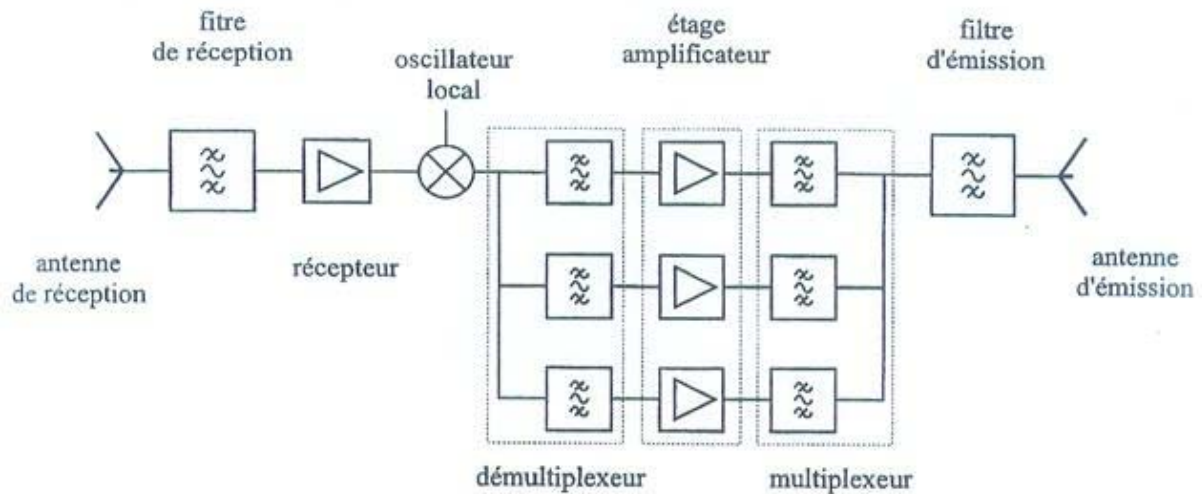 fitre
de réception
oscillateur
local
étage
amplificateur
filtre
d'émission
antenne
de réception
récepteur
antenne
d'émission
démultiplexeur
multiplexeur